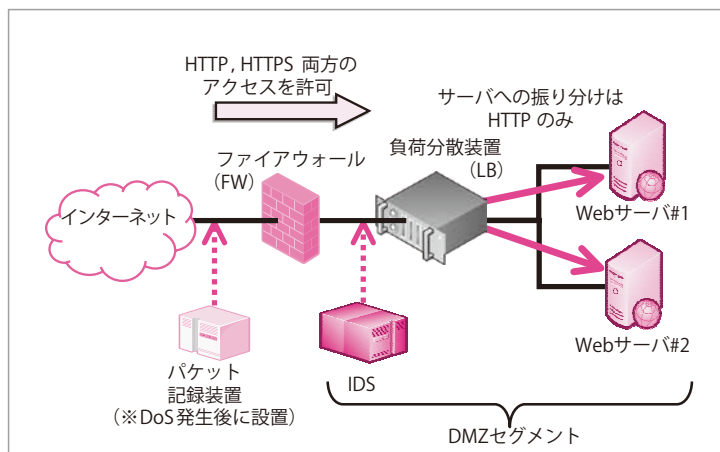 HTTP, HTTPS 両方の
アクセスを許可
サーバへの振り分けは
HTTP のみ
ファイアウォール
(FW)
負荷分散装置
(LB)
インターネット
Webサーバ#1
Webサーバ#2
パケット
記録装置
(※DoS発生後に設置)
IDS
DMZセグメント